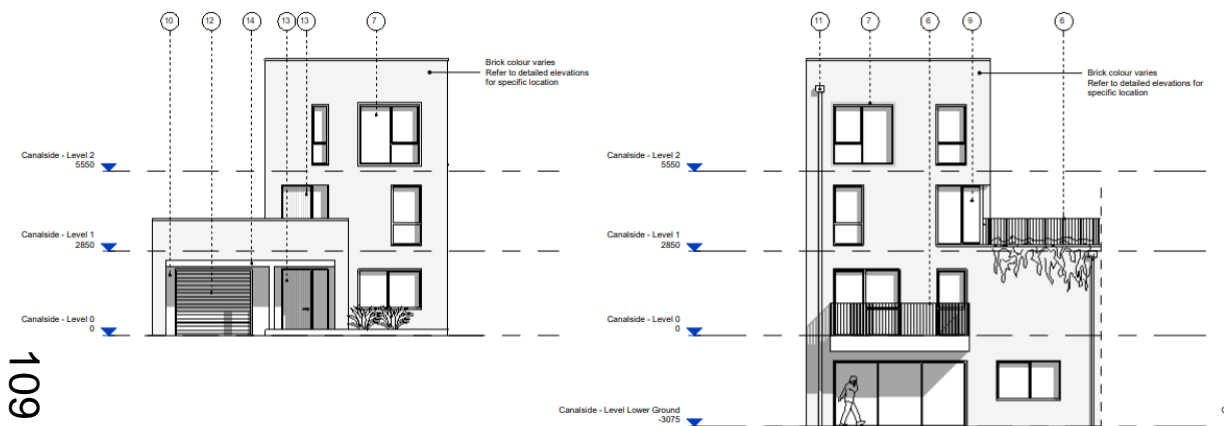 10 12 14 13 13 7
Brick colour varies
Refer to detailed elevations
for specific location
Canalside - Level 2
5550
Canalside - Level 1
2850
Canalside - Level 0
0
109
11 7 6 9 6
Brick colour varies
Refer to detailed elevations for
specific location
Canalside - Level 2
5550
Canalside - Level 1
2850
Canalside - Level 0
0
Canalside - Level Lower Ground
-3075
C